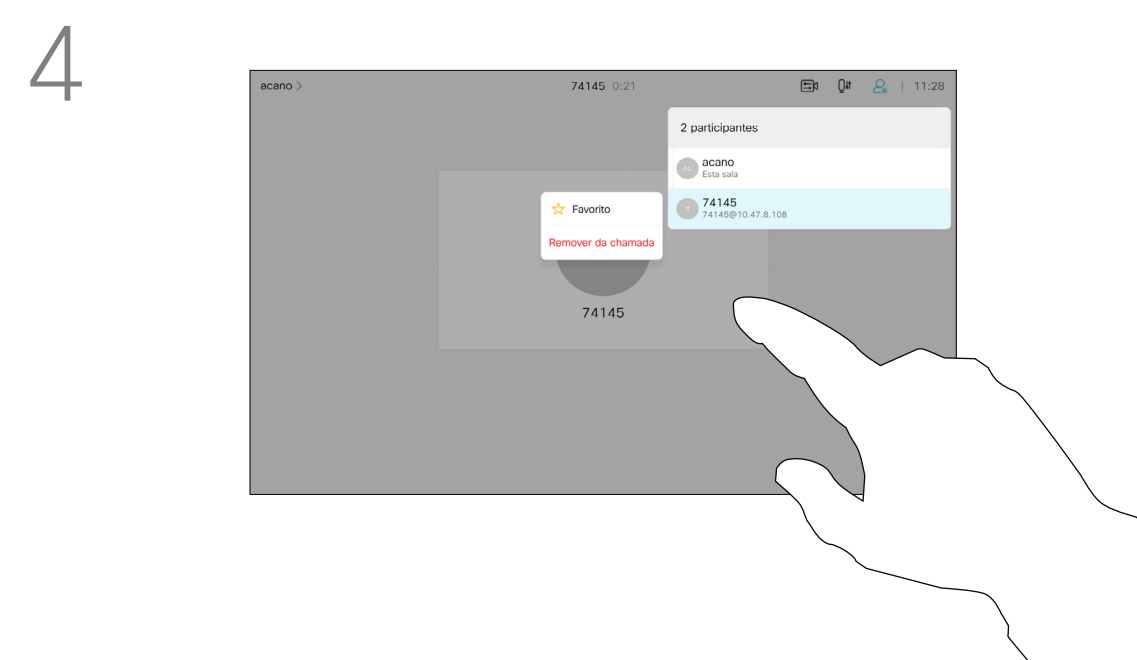 4
acano >
74145 0:21
11:28
2 participantes
AC
acano
Esta sala
74145
74145@10.47.8.108
Favorito
Remover da chamada
74145